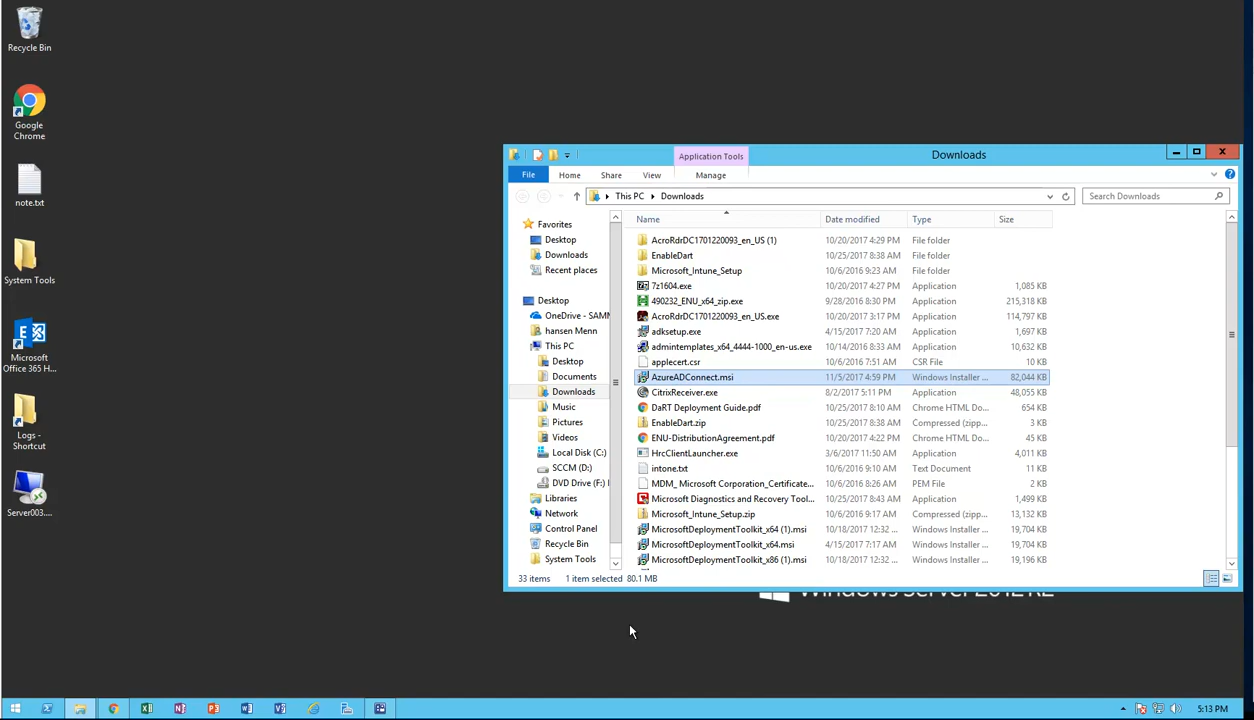 Recycle Bin
Google
Chrome
note.txt
System Tools
Microsoft
Office 365 H...
Logs -
Shortcut
Server003....
Application Tools
Downloads
File
Home
Share
View
Manage
This PC
Downloads
Search Downloads
Favorites
Desktop
Downloads
Recent places
Desktop
OneDrive - SAMM
hansen Menn
This PC
Desktop
Documents
Downloads
Music
Pictures
Videos
Local Disk (C:)
SCCM (D:)
DVD Drive (F:)
Libraries
Network
Control Panel
Recycle Bin
System Tools
Name Date modified Type Size
AcroRdrDC1701220093_en_US (1) 10/20/2017 4:29 PM File folder
EnableDart 10/25/2017 8:38 AM File folder
Microsoft_Intune_Setup 10/6/2016 9:23 AM File folder
7z1604.exe 10/20/2017 4:27 PM Application 1,085 KB
490232_ENU_x64_zip.exe 9/28/2016 8:30 PM Application 215,318 KB
AcroRdrDC1701220093_en_US.exe 10/20/2017 3:17 PM Application 114,797 KB
adksetup.exe 4/15/2017 7:20 AM Application 1,697 KB
admintemplates_x64_4444-1000_en-us.exe 10/14/2016 8:33 AM Application 10,632 KB
applecert.csr 10/6/2016 7:51 AM CSR File 10 KB
AzureADConnect.msi 11/5/2017 4:59 PM Windows Installer ... 82,044 KB
CitrixReceiver.exe 8/2/2017 5:11 PM Application 48,055 KB
DaRT Deployment Guide.pdf 10/25/2017 8:10 AM Chrome HTML Do... 654 KB
EnableDart.zip 10/25/2017 8:38 AM Compressed (zipp... 3 KB
ENU-DistributionAgreement.pdf 10/20/2017 4:22 PM Chrome HTML Do... 45 KB
HrcClientLauncher.exe 3/6/2017 11:50 AM Application 4,011 KB
intone.txt 10/6/2016 9:10 AM Text Document 11 KB
MDM_ Microsoft Corporation_Certificate... 10/6/2016 8:26 AM PEM File 2 KB
Microsoft Diagnostics and Recovery Tool... 10/25/2017 8:43 AM Application 1,499 KB
Microsoft_Intune_Setup.zip 10/6/2016 9:17 AM Compressed (zipp... 13,132 KB
MicrosoftDeploymentToolkit_x64 (1).msi 10/18/2017 12:32 ... Windows Installer ... 19,704 KB
MicrosoftDeploymentToolkit_x64.msi 4/15/2017 7:17 AM Windows Installer ... 19,704 KB
MicrosoftDeploymentToolkit_x86 (1).msi 10/18/2017 12:32 ... Windows Installer ... 19,196 KB
33 items 1 item selected 80.1 MB
Windows Server 2012 R2
5:13 PM